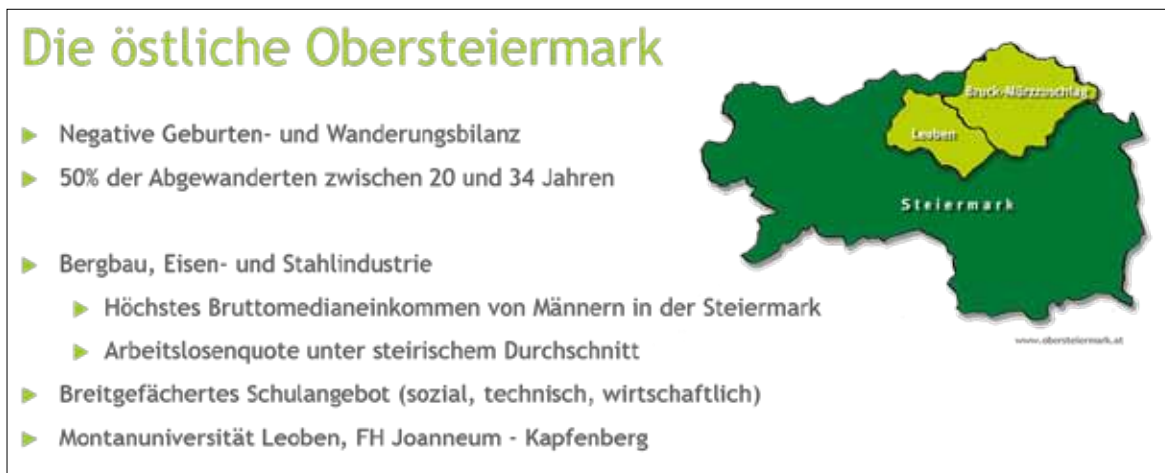 Die östliche Obersteiermark
Negative Geburten- und Wanderungsbilanz
50% der Abgewanderten zwischen 20 und 34 Jahren
Bergbau, Eisen- und Stahlindustrie
Höchstes Bruttomedianeinkommen von Männern in der Steiermark
Arbeitslosenquote unter steirischem Durchschnitt
Breitgefächertes Schulangebot (sozial, technisch, wirtschaftlich)
Montanuniversität Leoben, FH Joanneum - Kapfenberg
Bruck-Mürzzuschlag
Leoben
Steiermark
www.obersteiermark.at